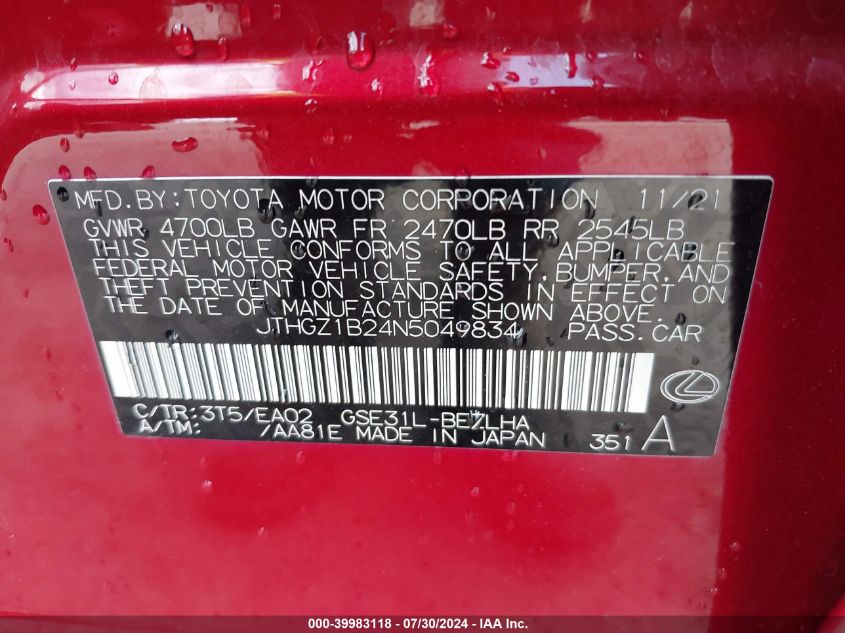 MFD.BY:TOYOTA MOTOR CORPORATION 11/21
GVWR 4700LB GAWR FR 2470LB RR 2545LB
THIS VEHICLE CONFORMS TO ALL APPLICABLE
FEDERAL MOTOR VEHICLE SAFETY,BUMPER,AND
THEFT PREVENTION STANDARDS IN EFFECT ON
THE DATE OF MANUFACTURE SHOWN ABOVE.
JTHGZ1B24N5049834 PASS.CAR
C/TR:3T5/EA02 GSE31L-BEZLHA
A/TM: /AA81E MADE IN JAPAN 351 A
000-39983118 / 07/30/2024 - IAA Inc.